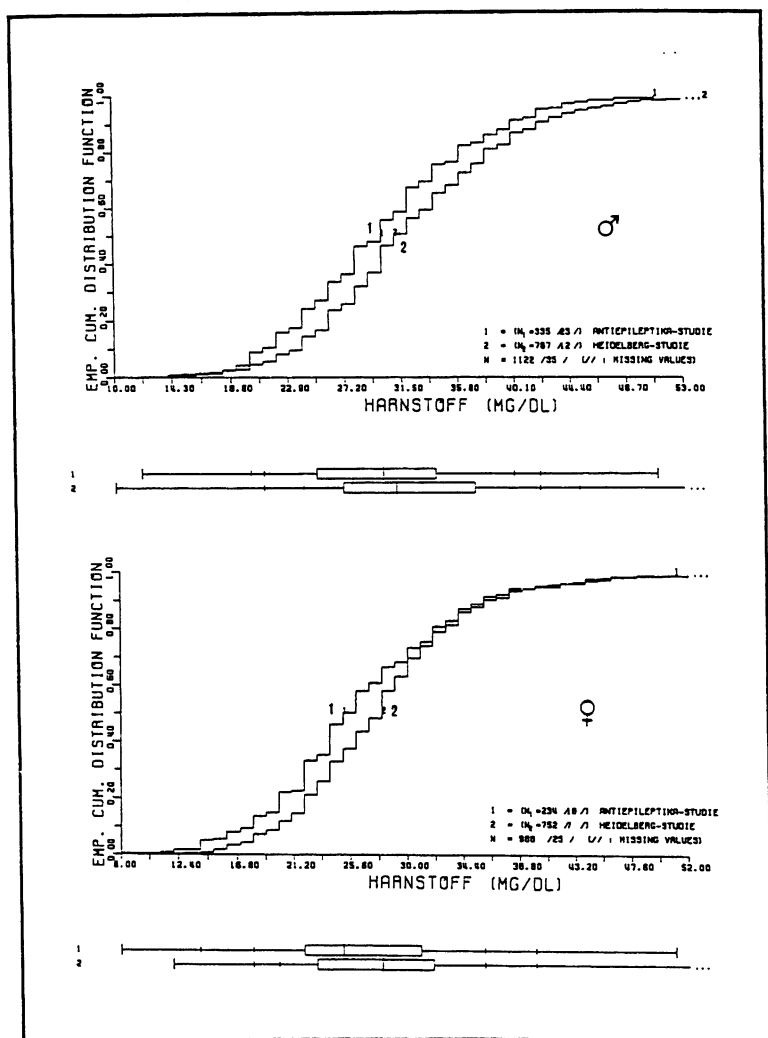 ...
EMP. CUM. DISTRIBUTION FUNCTION
0.00 0.20 0.40 0.60 0.80 1.00
1
...2
1
2
♂
1 = (N₁=335 /23/) ANTIEPILEPTIKA-STUDIE
2 = (N₂=787 /12/) HEIDELBERG-STUDIE
N = 1122 /35/ (// : MISSING VALUES)
10.00 14.30 18.60 22.90 27.20 31.50 35.80 40.10 44.40 48.70 53.00
HARNSTOFF (MG/DL)
1
2
...
EMP. CUM. DISTRIBUTION FUNCTION
0.00 0.20 0.40 0.60 0.80 1.00
1
...
1
2
♀
1 = (N₁=234 /18/) ANTIEPILEPTIKA-STUDIE
2 = (N₂=752 /7/) HEIDELBERG-STUDIE
N = 986 /25/ (// : MISSING VALUES)
8.00 12.40 16.80 21.20 25.60 30.00 34.40 38.80 43.20 47.60 52.00
HARNSTOFF (MG/DL)
1
2
...